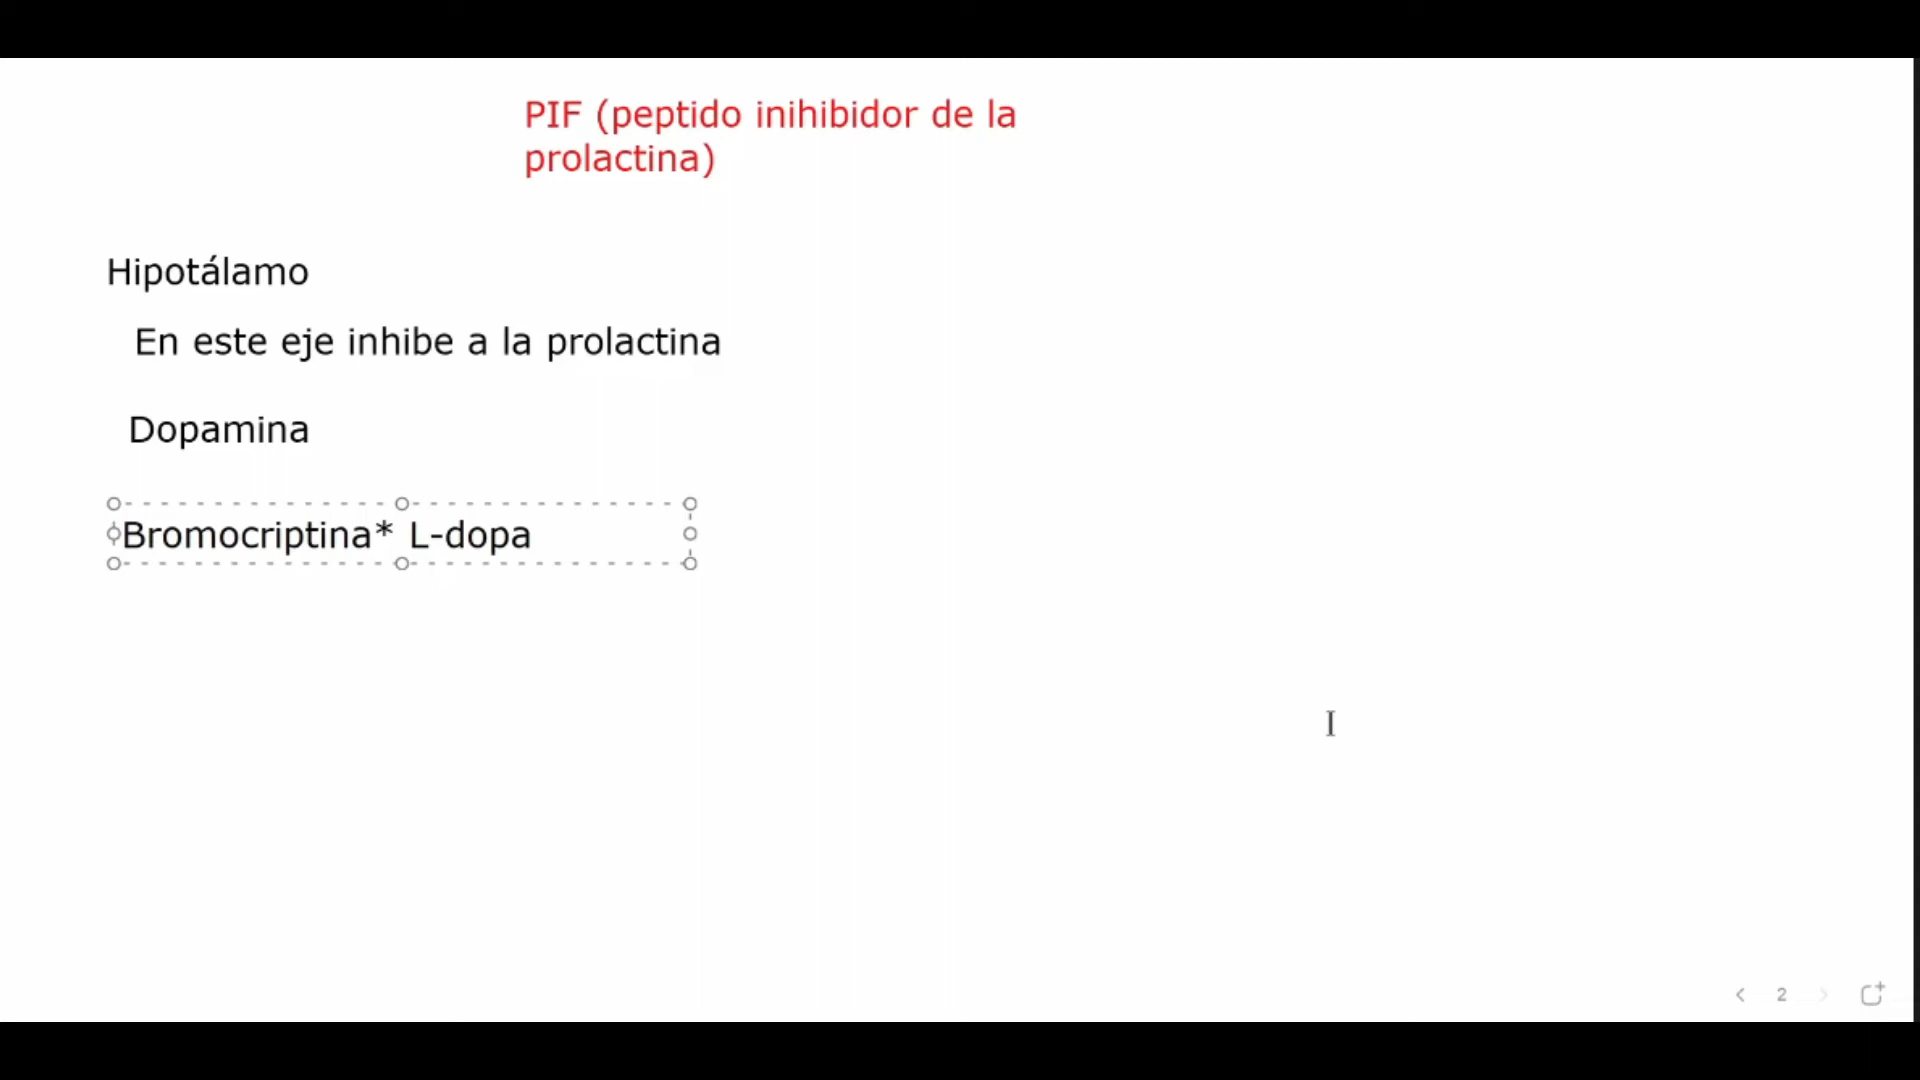 PIF (peptido inihibidor de la
prolactina)
Hipotálamo
En este eje inhibe a la prolactina
Dopamina
Bromocriptina* L-dopa
2